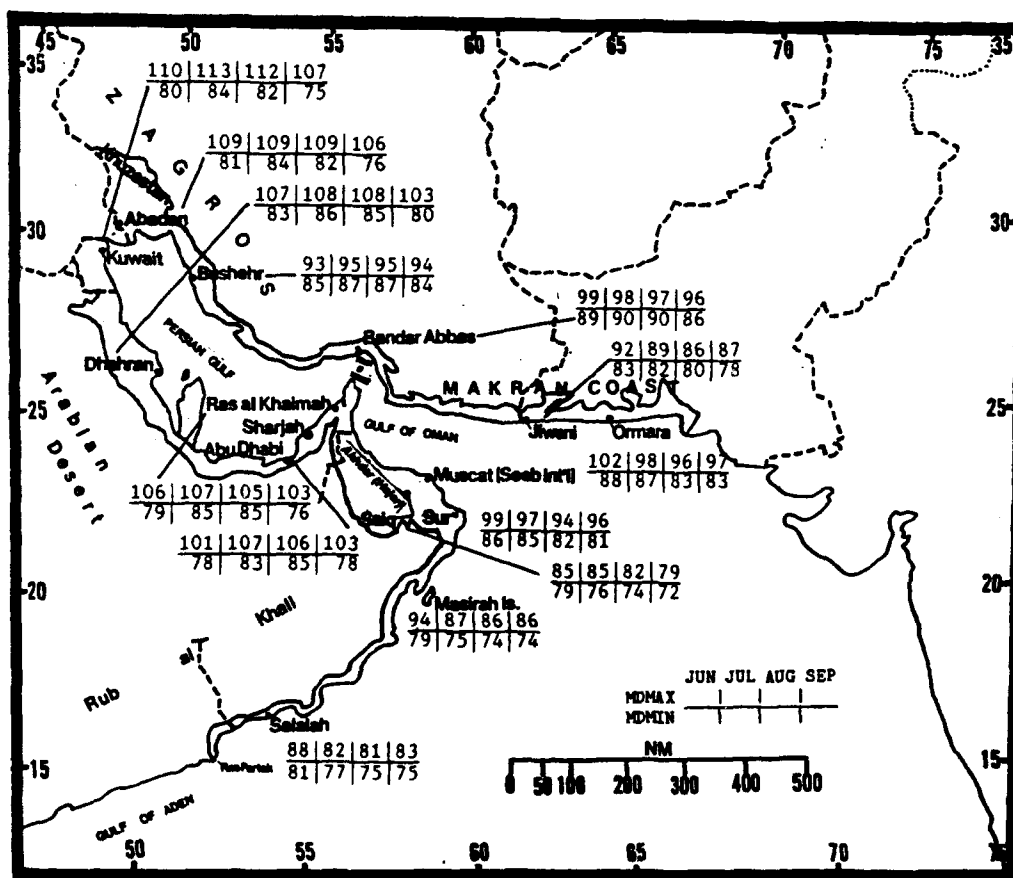 45 50 55 60 65 70 75 35
35
110 113 112 107
80 84 82 75
Z A G R O S
109 109 109 106
81 84 82 76
107 108 108 103
83 86 85 80
30 Abadan 30
Kuwait
Beshehr
93 95 95 94
85 87 87 84
99 98 97 96
89 90 90 86
PERSIAN GULF
Bandar Abbas
92 89 86 87
83 82 80 78
Dhahran
MAKRAN COAST
Ras al Khaimah
25 25
Sharjah
GULF OF OMAN
Jiwani Ormara
Arabian Desert
Abu Dhabi
Muscat (Seeb Int'l)
102 98 96 97
88 87 83 83
106 107 105 103
79 85 85 76
Saiq Sur
99 97 94 96
86 85 82 81
101 107 106 103
78 83 85 78
85 85 82 79
79 76 74 72
20 20
Masirah Is.
94 87 86 86
79 75 74 74
Rub al Khali
JUN JUL AUG SEP
MDMAX
MDMIN
Salalah
88 82 81 83
81 77 75 75
15 15
NM
0 50 100 200 300 400 500
GULF OF ADEN
50 55 60 65 70 75